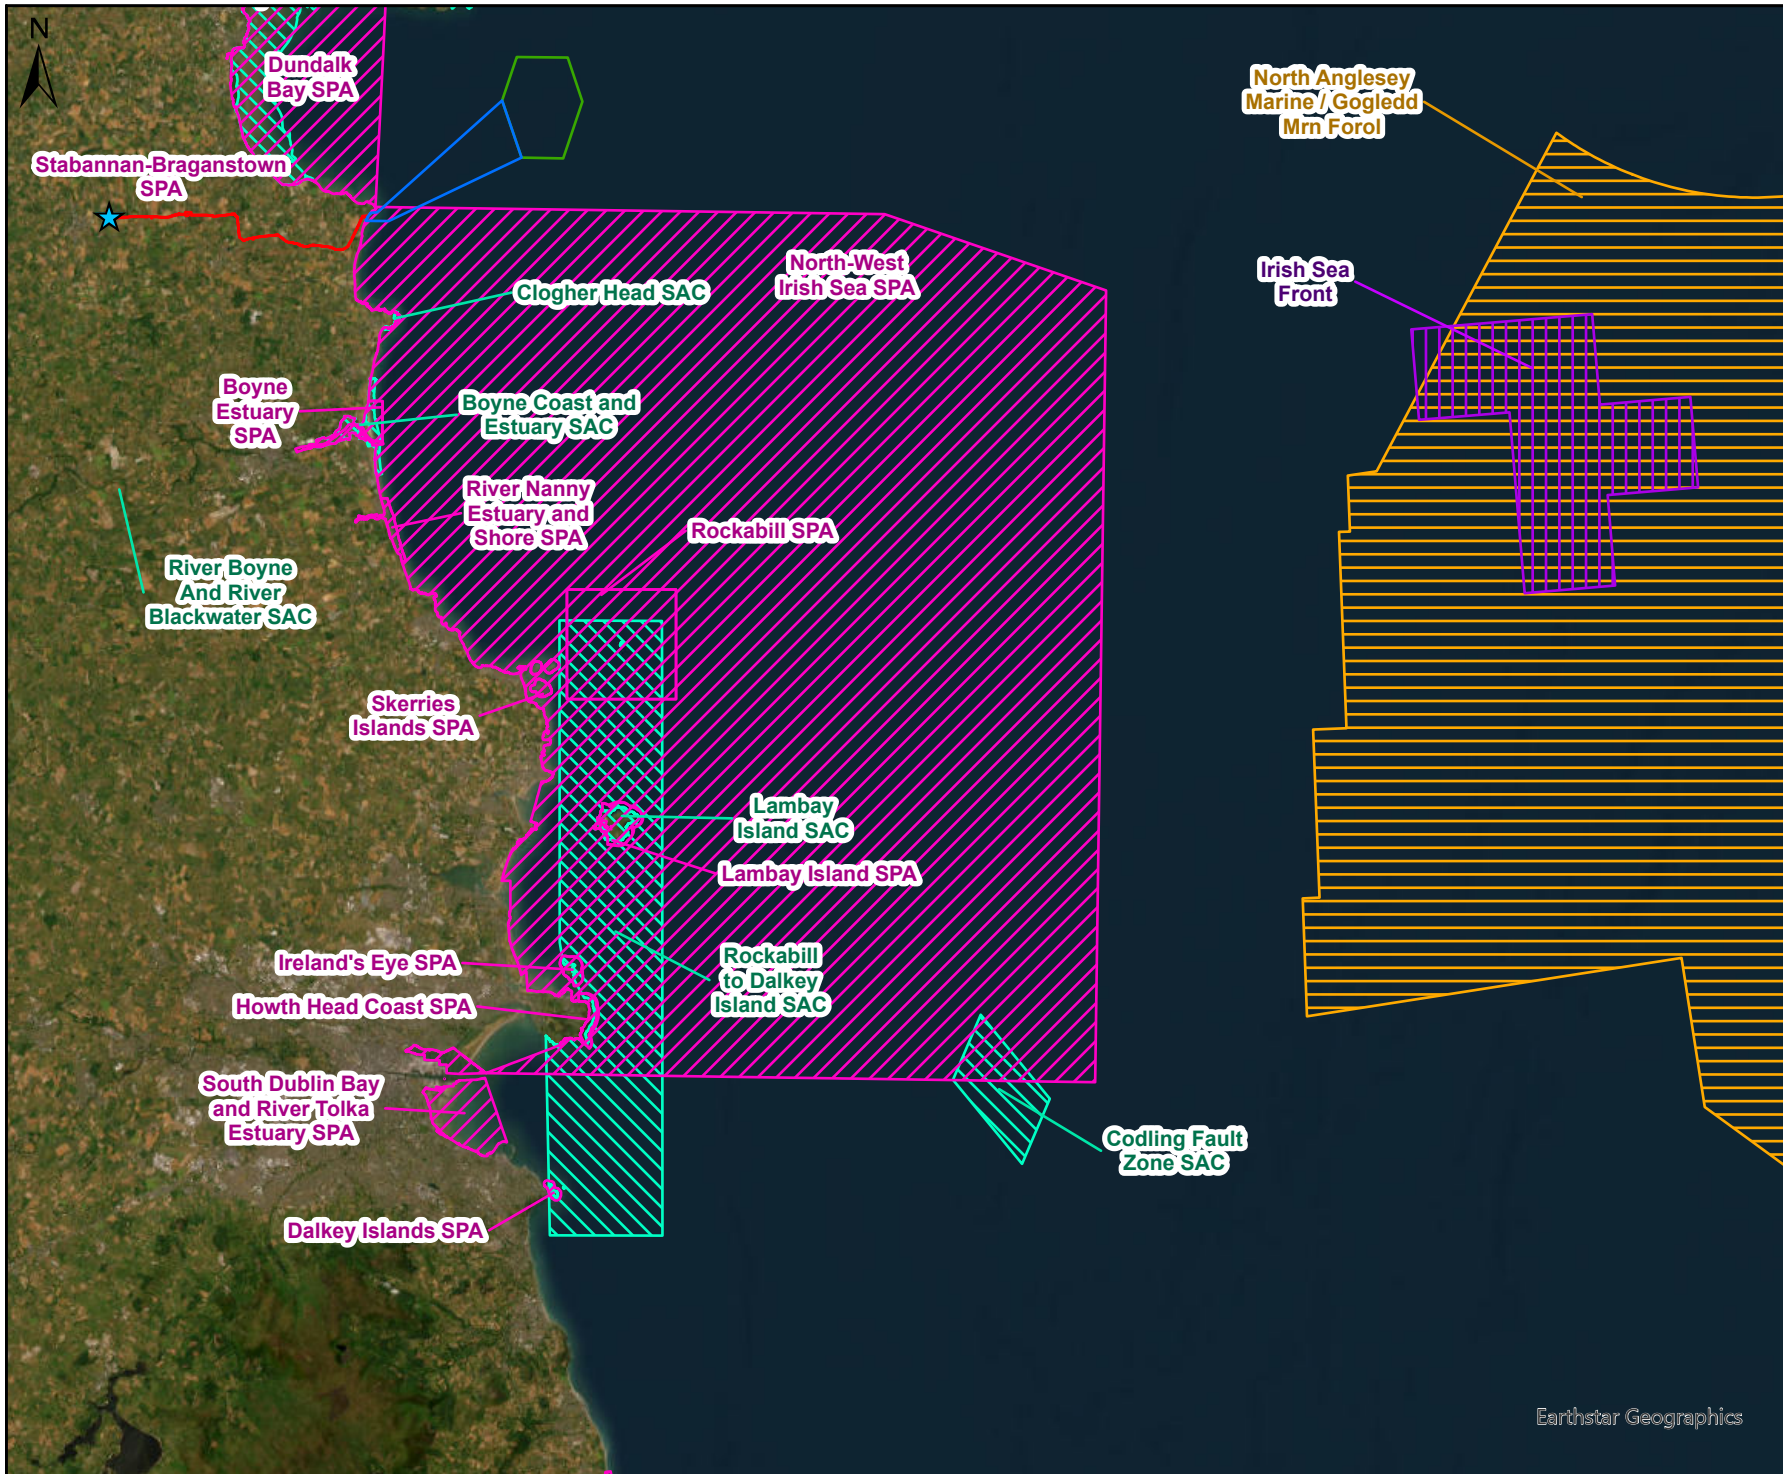 N
Dundalk
Bay SPA
Stabannan-Braganstown
SPA
North Anglesey
Marine / Gogledd
Mrn Forol
North-West
Irish Sea SPA
Irish Sea
Front
Clogher Head SAC
Boyne
Estuary
SPA
Boyne Coast and
Estuary SAC
River Nanny
Estuary and
Shore SPA
Rockabill SPA
River Boyne
And River
Blackwater SAC
Skerries
Islands SPA
Lambay
Island SAC
Lambay Island SPA
Ireland's Eye SPA
Rockabill
to Dalkey
Island SAC
Howth Head Coast SPA
South Dublin Bay
and River Tolka
Estuary SPA
Codling Fault
Zone SAC
Dalkey Islands SPA
Earthstar Geographics